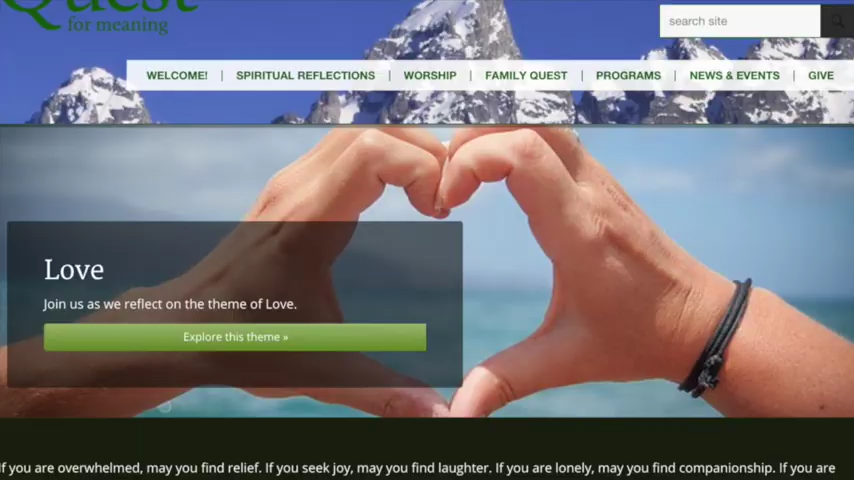 Quest
for meaning
search site
WELCOME! | SPIRITUAL REFLECTIONS | WORSHIP | FAMILY QUEST | PROGRAMS | NEWS & EVENTS | GIVE
Love
Join us as we reflect on the theme of Love.
Explore this theme »
If you are overwhelmed, may you find relief. If you seek joy, may you find laughter. If you are lonely, may you find companionship. If you are